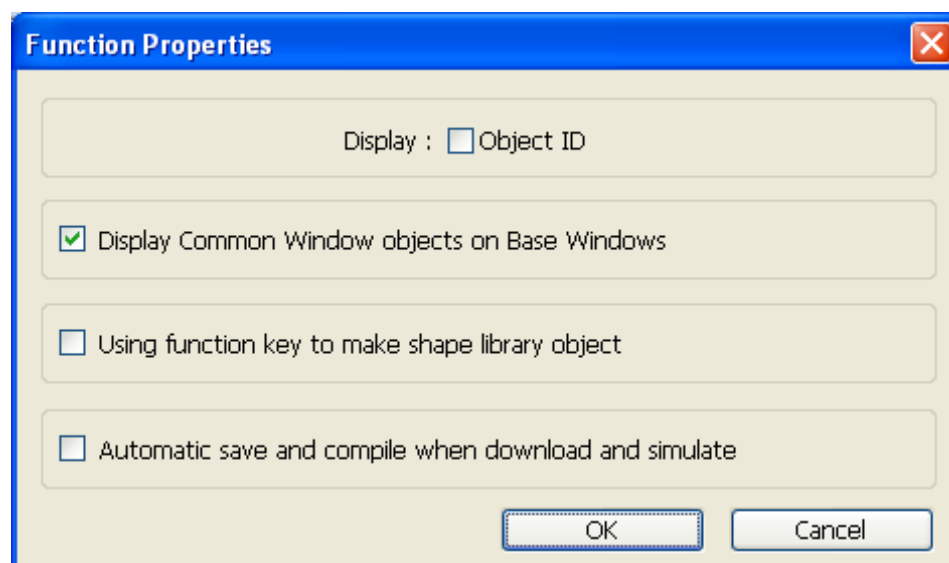 Function Properties
Display : Object ID
Display Common Window objects on Base Windows
Using function key to make shape library object
Automatic save and compile when download and simulate
OK Cancel